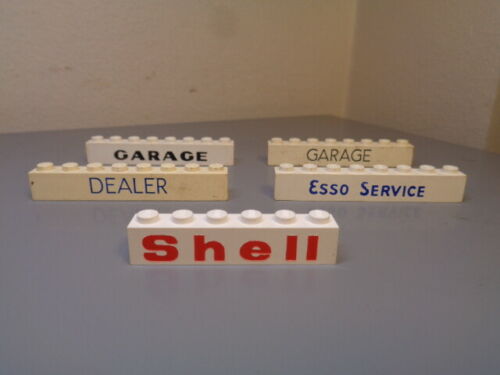 GARAGE
GARAGE
DEALER
ESSO SERVICE
Shell